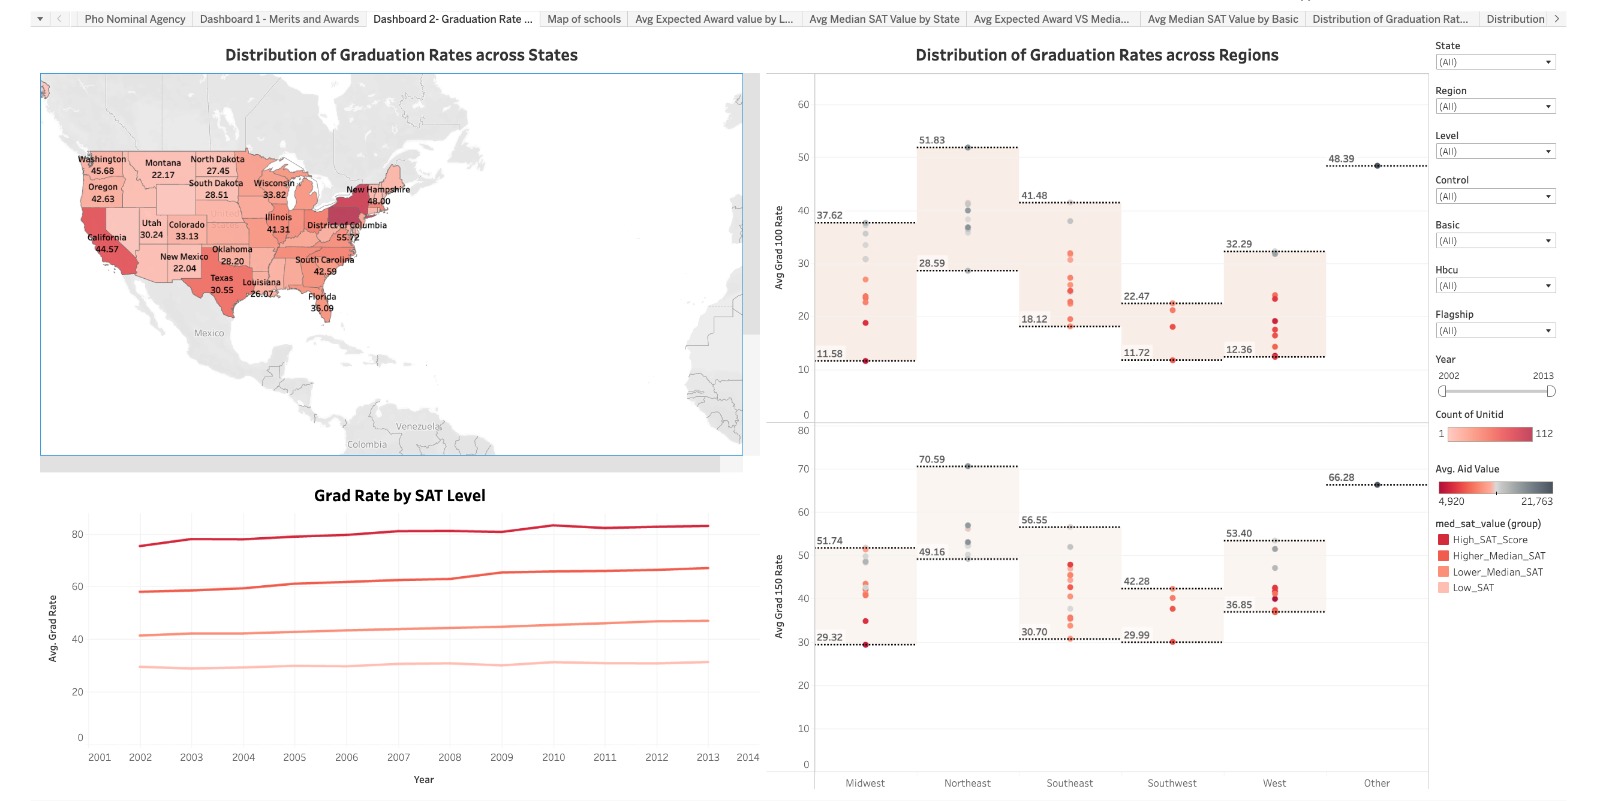 Pho Nominal Agency
Dashboard 1 - Merits and Awards
Dashboard 2- Graduation Rate ...
Map of schools
Avg Expected Award value by L...
Avg Median SAT Value by State
Avg Expected Award VS Media...
Avg Median SAT Value by Basic
Distribution of Graduation Rat...
Distribution
Distribution of Graduation Rates across States
Washington
45.68
Montana
22.17
North Dakota
27.45
Oregon
42.63
South Dakota
28.51
Wisconsin
33.82
New Hampshire
48.00
Utah
30.24
Colorado
33.13
United
States
Illinois
41.31
District of Columbia
55.72
California
44.57
New Mexico
22.04
Oklahoma
28.20
South Carolina
42.59
Texas
30.55
Louisiana
26.07
Florida
36.09
Mexico
Venezuela
Colombia
Grad Rate by SAT Level
Avg. Grad Rate
80
60
40
20
0
2001 2002 2003 2004 2005 2006 2007 2008 2009 2010 2011 2012 2013 2014
Year
Distribution of Graduation Rates across Regions
Avg Grad 100 Rate
60
50
40
30
20
10
0
37.62
11.58
51.83
28.59
41.48
18.12
22.47
11.72
32.29
12.36
48.39
Avg Grad 150 Rate
80
70
60
50
40
30
20
10
0
51.74
29.32
70.59
49.16
56.55
30.70
42.28
29.99
53.40
36.85
66.28
Midwest Northeast Southeast Southwest West Other
State
(All)
Region
(All)
Level
(All)
Control
(All)
Basic
(All)
Hbcu
(All)
Flagship
(All)
Year
2002 2013
Count of Unitid
1 112
Avg. Aid Value
4,920 21,763
med_sat_value (group)
High_SAT_Score
Higher_Median_SAT
Lower_Median_SAT
Low_SAT